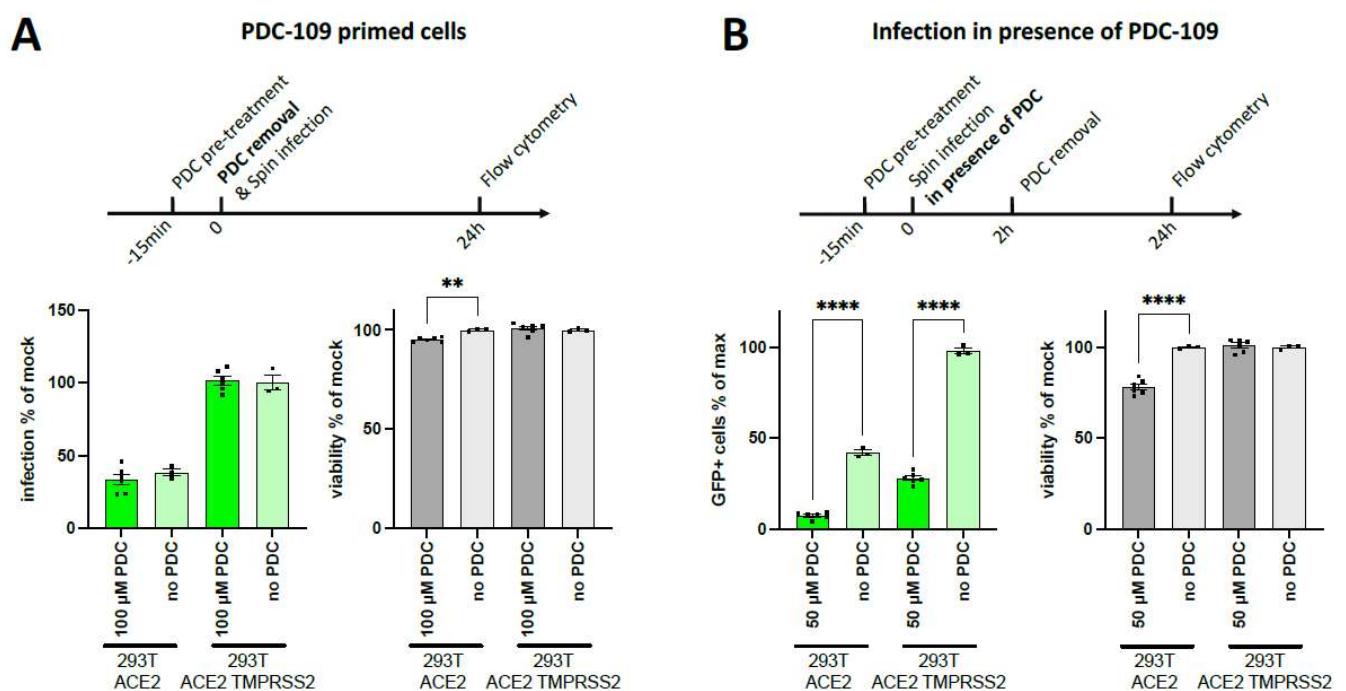 A
PDC-109 primed cells
PDC pre-treatment
PDC removal
& Spin infection
Flow cytometry
-15min
0
24h
infection % of mock
150
100
50
0
100 µM PDC
no PDC
100 µM PDC
no PDC
293T
ACE2
293T
ACE2 TMPRSS2
viability % of mock
100
50
0
**
100 µM PDC
no PDC
100 µM PDC
no PDC
293T
ACE2
293T
ACE2 TMPRSS2
B
Infection in presence of PDC-109
PDC pre-treatment
Spin infection
in presence of PDC
PDC removal
Flow cytometry
-15min
0
2h
24h
GFP+ cells % of max
100
50
0
****
****
50 µM PDC
no PDC
50 µM PDC
no PDC
293T
ACE2
293T
ACE2 TMPRSS2
viability % of mock
100
50
0
****
50 µM PDC
no PDC
50 µM PDC
no PDC
293T
ACE2
293T
ACE2 TMPRSS2